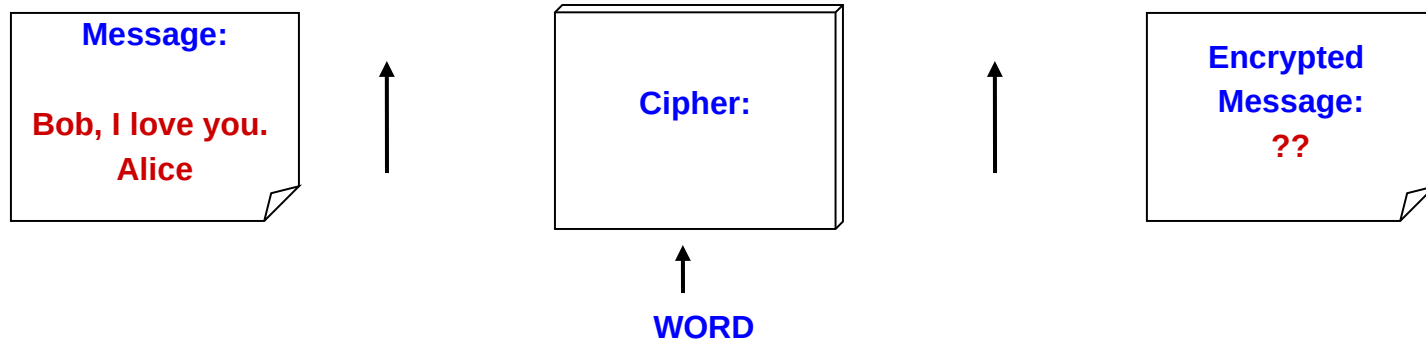 Message:
Bob, I love you.
Alice
Cipher:
WORD
Encrypted
Message:
??